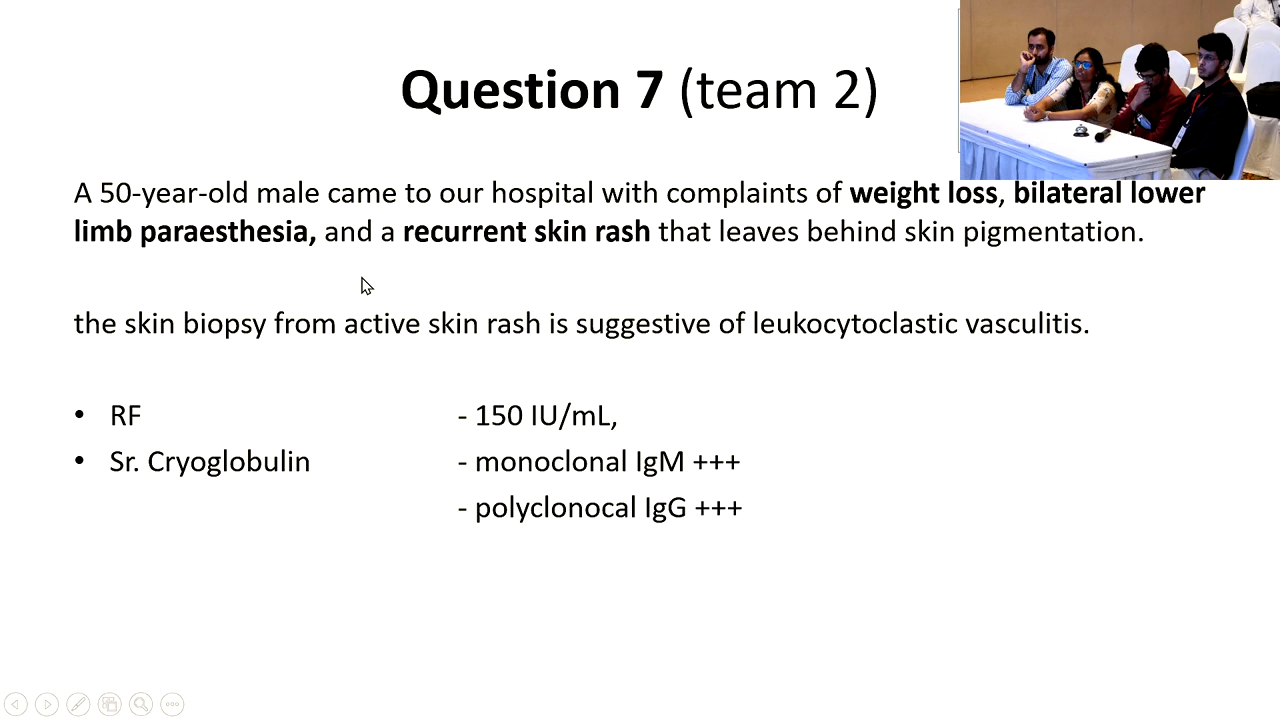 Question 7 (team 2)
A 50-year-old male came to our hospital with complaints of weight loss, bilateral lower
limb paraesthesia, and a recurrent skin rash that leaves behind skin pigmentation.
the skin biopsy from active skin rash is suggestive of leukocytoclastic vasculitis.
• RF - 150 IU/mL,
• Sr. Cryoglobulin - monoclonal IgM +++
- polyclonocal IgG +++